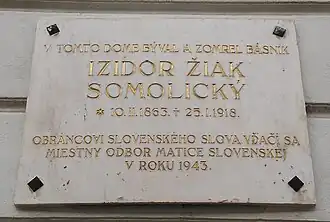 V TOMTO DOME BÝVAL A ZOMREL BÁSNIK
IZIDOR ŽIAK
SOMOLICKÝ
* 10. II. 1863. † 25. I. 1918.
OBRANCOVI SLOVENSKÉHO SLOVA VĎAČÍ SA
MIESTNY ODBOR MATICE SLOVENSKEJ
V ROKU 1943.